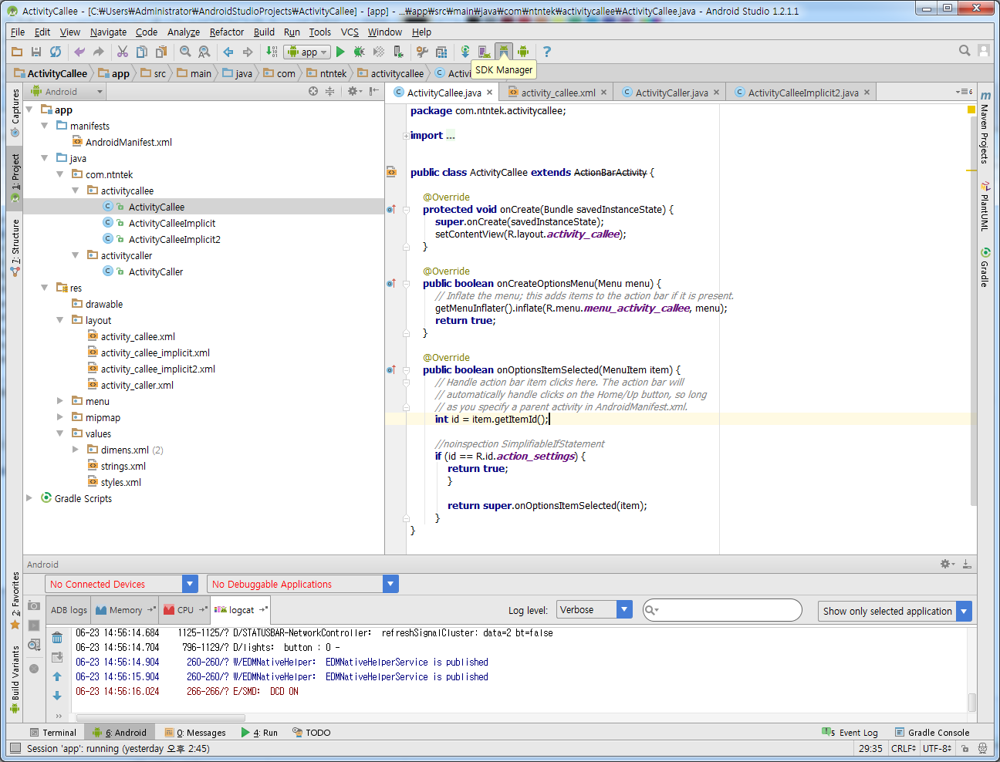 ActivityCallee - [C:\Users\Administrator\AndroidStudioProjects\ActivityCallee] - [app] - ...\app\src\main\java\com\ntntek\activitycallee\ActivityCallee.java - Android Studio 1.2.1.1
File Edit View Navigate Code Analyze Refactor Build Run Tools VCS Window Help
app
ActivityCallee app src main java com ntntek activitycallee Activi
SDK Manager
Android
ActivityCallee.java activity_callee.xml ActivityCaller.java ActivityCalleeImplicit2.java 6
Captures
1: Project
7: Structure
2: Favorites
Build Variants
app
manifests
AndroidManifest.xml
java
com.ntntek
activitycallee
ActivityCallee
ActivityCalleeImplicit
ActivityCalleeImplicit2
activitycaller
ActivityCaller
res
drawable
layout
activity_callee.xml
activity_callee_implicit.xml
activity_callee_implicit2.xml
activity_caller.xml
menu
mipmap
values
dimens.xml (2)
strings.xml
styles.xml
Gradle Scripts
package com.ntntek.activitycallee;
import ...
public class ActivityCallee extends ActionBarActivity {
@Override
protected void onCreate(Bundle savedInstanceState) {
super.onCreate(savedInstanceState);
setContentView(R.layout.activity_callee);
}
@Override
public boolean onCreateOptionsMenu(Menu menu) {
// Inflate the menu; this adds items to the action bar if it is present.
getMenuInflater().inflate(R.menu.menu_activity_callee, menu);
return true;
}
@Override
public boolean onOptionsItemSelected(MenuItem item) {
// Handle action bar item clicks here. The action bar will
// automatically handle clicks on the Home/Up button, so long
// as you specify a parent activity in AndroidManifest.xml.
int id = item.getItemId();
//noinspection SimplifiableIfStatement
if (id == R.id.action_settings) {
return true;
}
return super.onOptionsItemSelected(item);
}
}
Maven Projects
PlantUML
Gradle
Android
No Connected Devices No Debuggable Applications
ADB logs Memory CPU logcat Log level: Verbose Show only selected application
06-23 14:56:14.684 1125-1125/? D/STATUSBAR-NetworkController: refreshSignalCluster: data=2 bt=false
06-23 14:56:14.704 796-1129/? D/lights: button : 0 -
06-23 14:56:14.904 260-260/? W/EDMNativeHelper: EDMNativeHelperService is published
06-23 14:56:15.904 260-260/? W/EDMNativeHelper: EDMNativeHelperService is published
06-23 14:56:16.024 266-266/? E/SMD: DCD ON
Terminal 6: Android 0: Messages 4: Run TODO Event Log Gradle Console
Session 'app': running (yesterday 오후 2:45) 29:35 CRLF UTF-8